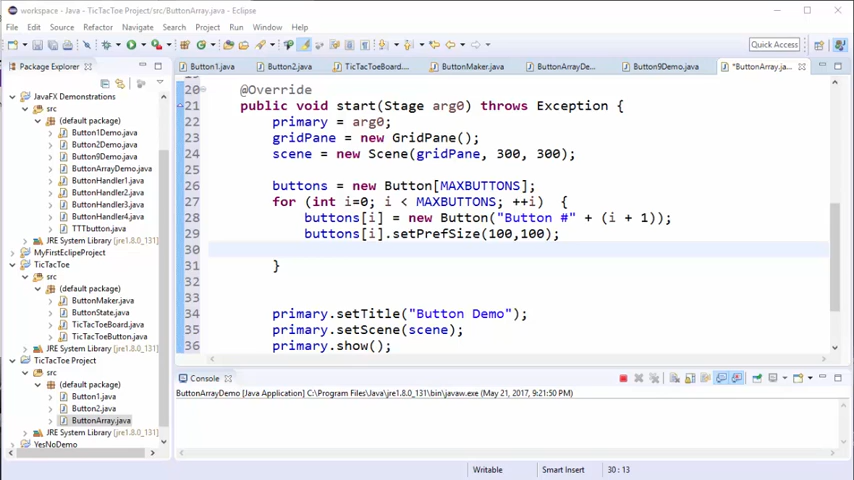 workspace - Java - TicTacToe Project/src/ButtonArray.java - Eclipse
File Edit Source Refactor Navigate Search Project Run Window Help
Quick Access
Package Explorer
Button1.java Button2.java TicTacToeBoard.... ButtonMaker.java ButtonArrayDe... Button9Demo.java *ButtonArray.ja...
JavaFX Demonstrations
src
(default package)
Button1Demo.java
Button2Demo.java
Button9Demo.java
ButtonArrayDemo.java
ButtonHandler1.java
ButtonHandler2.java
ButtonHandler3.java
ButtonHandler4.java
TTTbutton.java
JRE System Library [jre1.8.0_131]
MyFirstEclipeProject
TicTacToe
src
(default package)
ButtonMaker.java
ButtonState.java
TicTacToeBoard.java
TicTacToeButton.java
JRE System Library [jre1.8.0_131]
TicTacToe Project
src
(default package)
Button1.java
Button2.java
ButtonArray.java
JRE System Library [jre1.8.0_131]
YesNoDemo
20 @Override
21 public void start(Stage arg0) throws Exception {
22 primary = arg0;
23 gridPane = new GridPane();
24 scene = new Scene(gridPane, 300, 300);
25
26 buttons = new Button[MAXBUTTONS];
27 for (int i=0; i < MAXBUTTONS; ++i) {
28 buttons[i] = new Button("Button #" + (i + 1));
29 buttons[i].setPrefSize(100,100);
30
31 }
32
33
34 primary.setTitle("Button Demo");
35 primary.setScene(scene);
36 primary.show();
Console
ButtonArrayDemo [Java Application] C:\Program Files\Java\jre1.8.0_131\bin\javaw.exe (May 21, 2017, 9:21:50 PM)
Writable Smart Insert 30 : 13